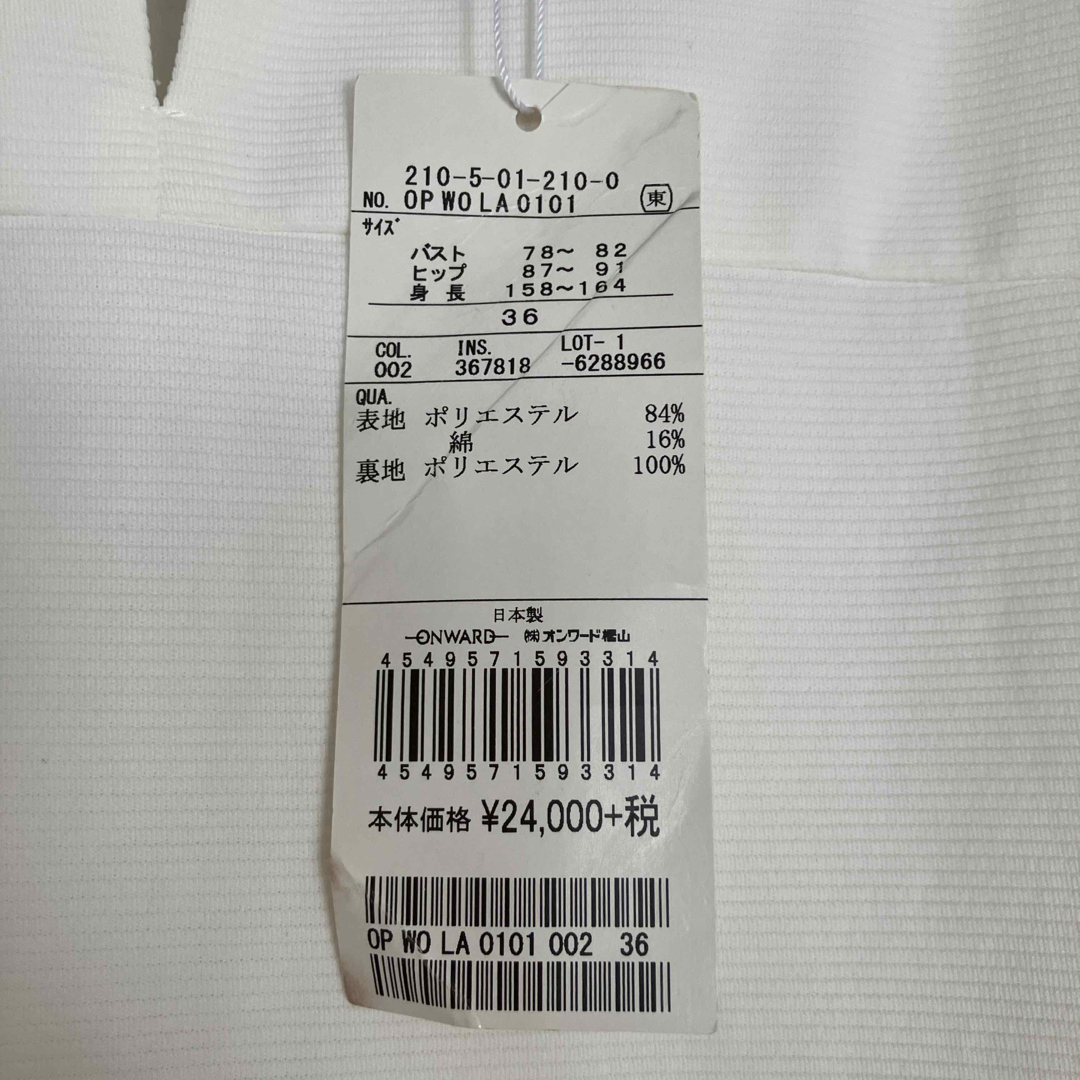 210-5-01-210-0
NO. OP WO LA 0101 東
サイズ
バスト 78〜 82
ヒップ 87〜 91
身 長 158〜164
36
COL. INS. LOT- 1
002 367818 -6288966
QUA.
表地 ポリエステル 84%
綿 16%
裏地 ポリエステル 100%
日本製
ONWARD ㈱オンワード樫山
4549571593314
4549571593314
本体価格 ¥24,000+税
OP WO LA 0101 002 36